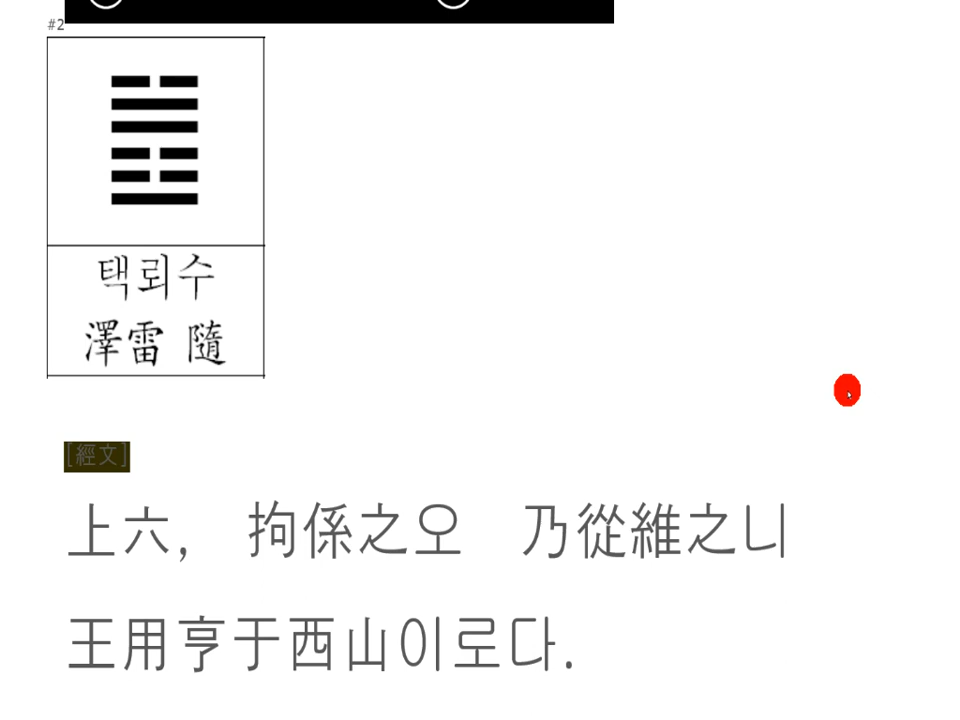 #2
택뢰수
澤雷 隨
[經文]
上六, 拘係之오 乃從維之니
王用亨于西山이로다.